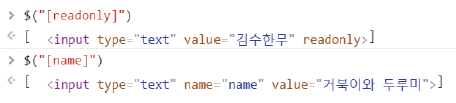 > $("[readonly]")
< [ <input type="text" value="김수한무" readonly>]
> $("[name]")
< [ <input type="text" name="name" value="거북이와 두루미">]